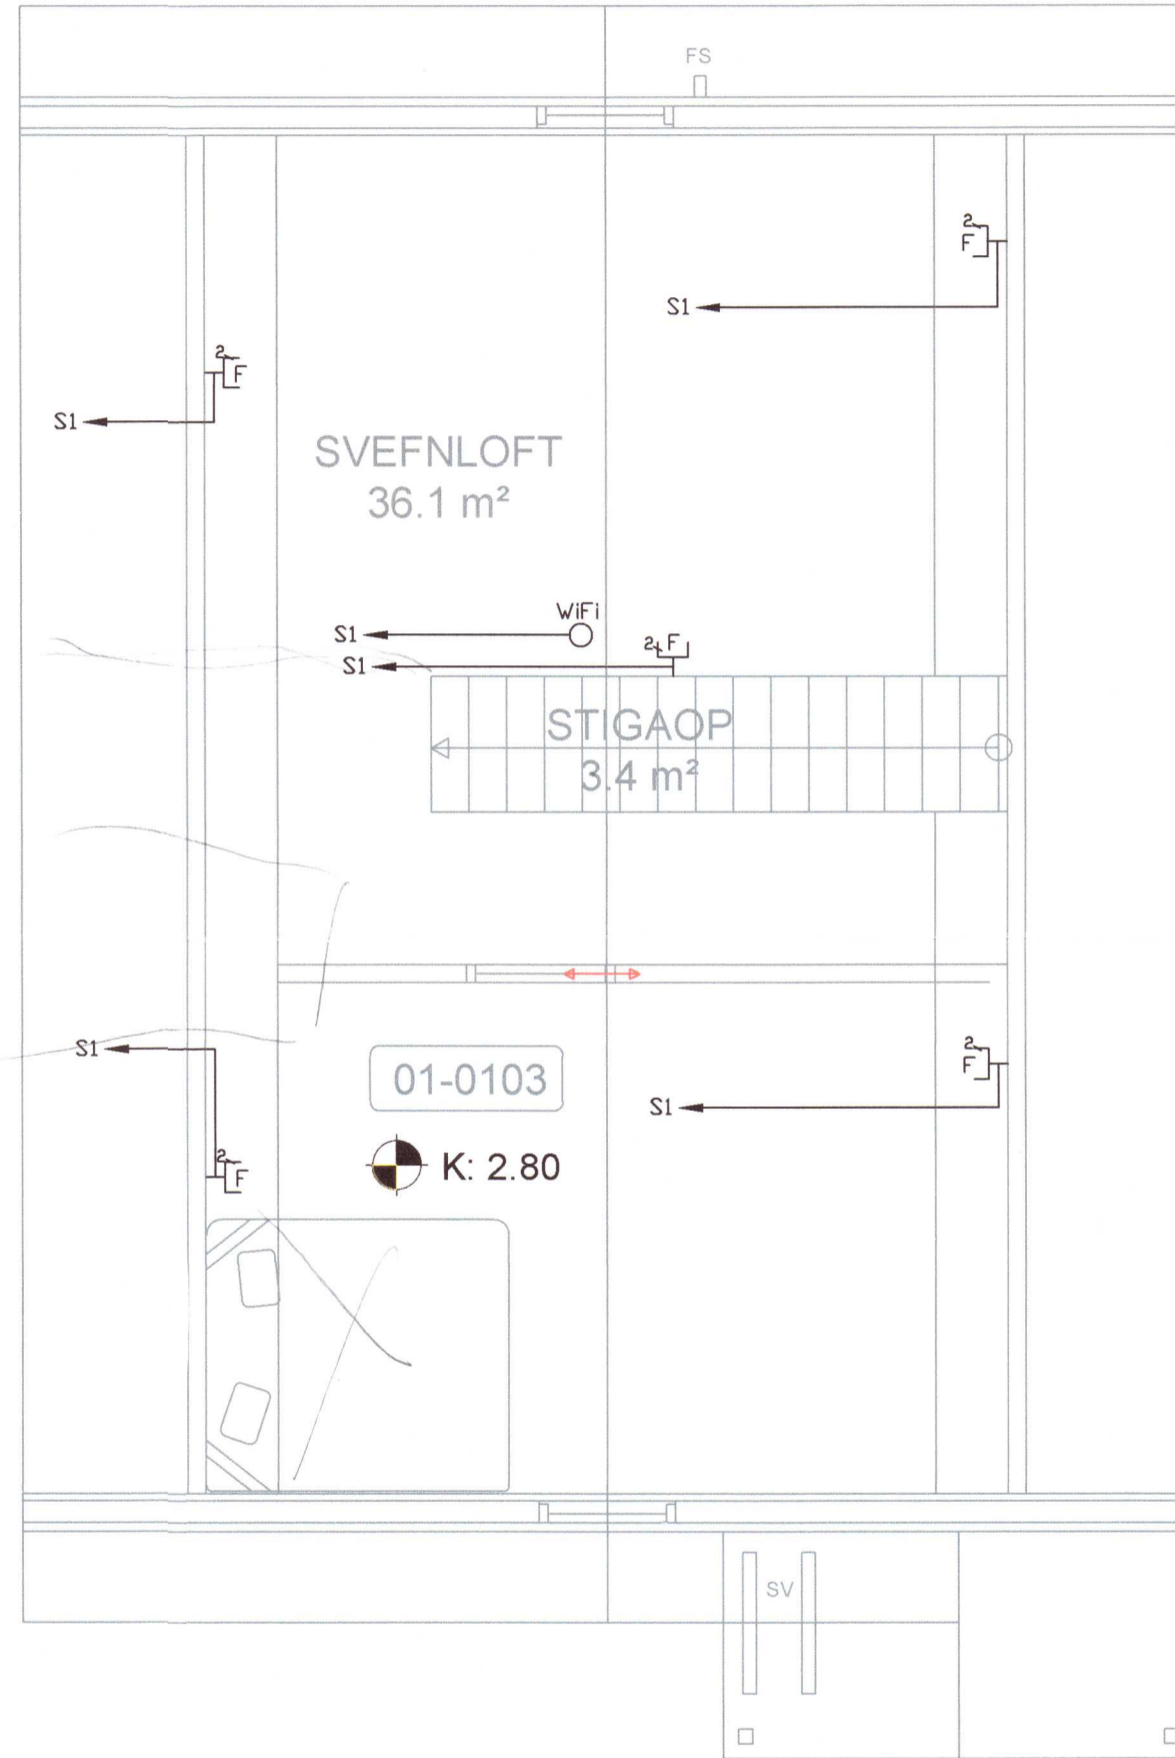 FS
2
F
S1
2
F
S1
SVEFNLOFT
36.1 m²
WiFi
S1
2 F
S1
STIGAOP
3.4 m²
S1
2
F
01-0103
S1
K: 2.80
2
F
SV